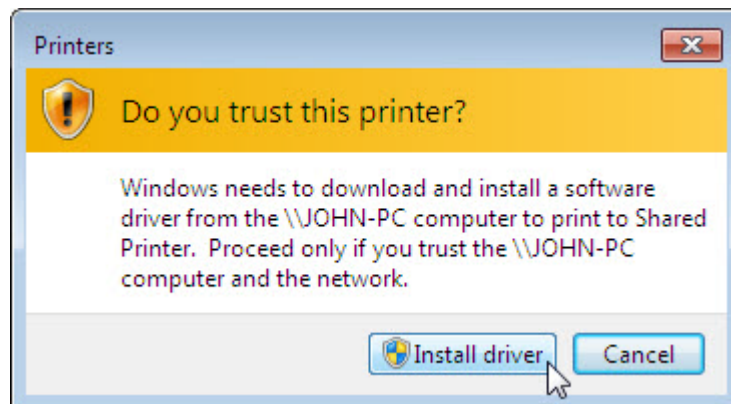 Printers
Do you trust this printer?
Windows needs to download and install a software
driver from the \\JOHN-PC computer to print to Shared
Printer.  Proceed only if you trust the \\JOHN-PC
computer and the network.
Install driver
Cancel